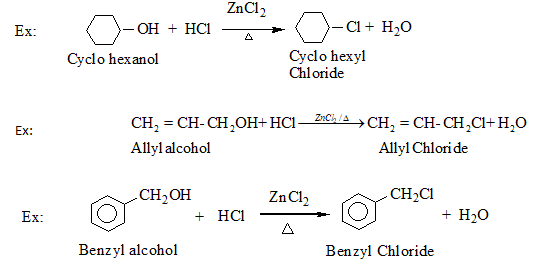 Ex: OH + HCl ZnCl2 △ Cl + H2O
Cyclo hexanol Cyclo hexyl
Chloride
Ex: CH2 = CH- CH2OH+ HCl ZnCl2 /Δ CH2 = CH- CH2Cl+ H2O
Allyl alcohol Allyl Chloride
Ex: CH2OH + HCl ZnCl2 △ CH2Cl + H2O
Benzyl alcohol Benzyl Chloride